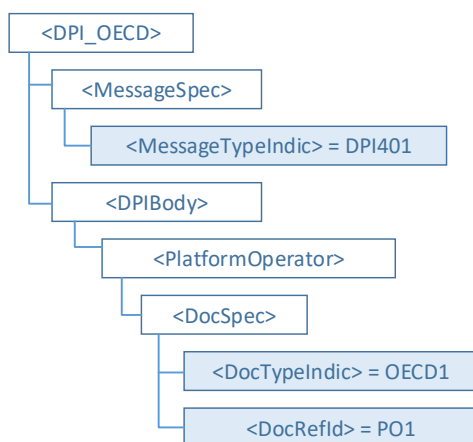 <DPI_OECD>
<MessageSpec>
<MessageTypeIndic> = DPI401
<DPIBody>
<PlatformOperator>
<DocSpec>
<DocTypeIndic> = OECD1
<DocRefId> = PO1